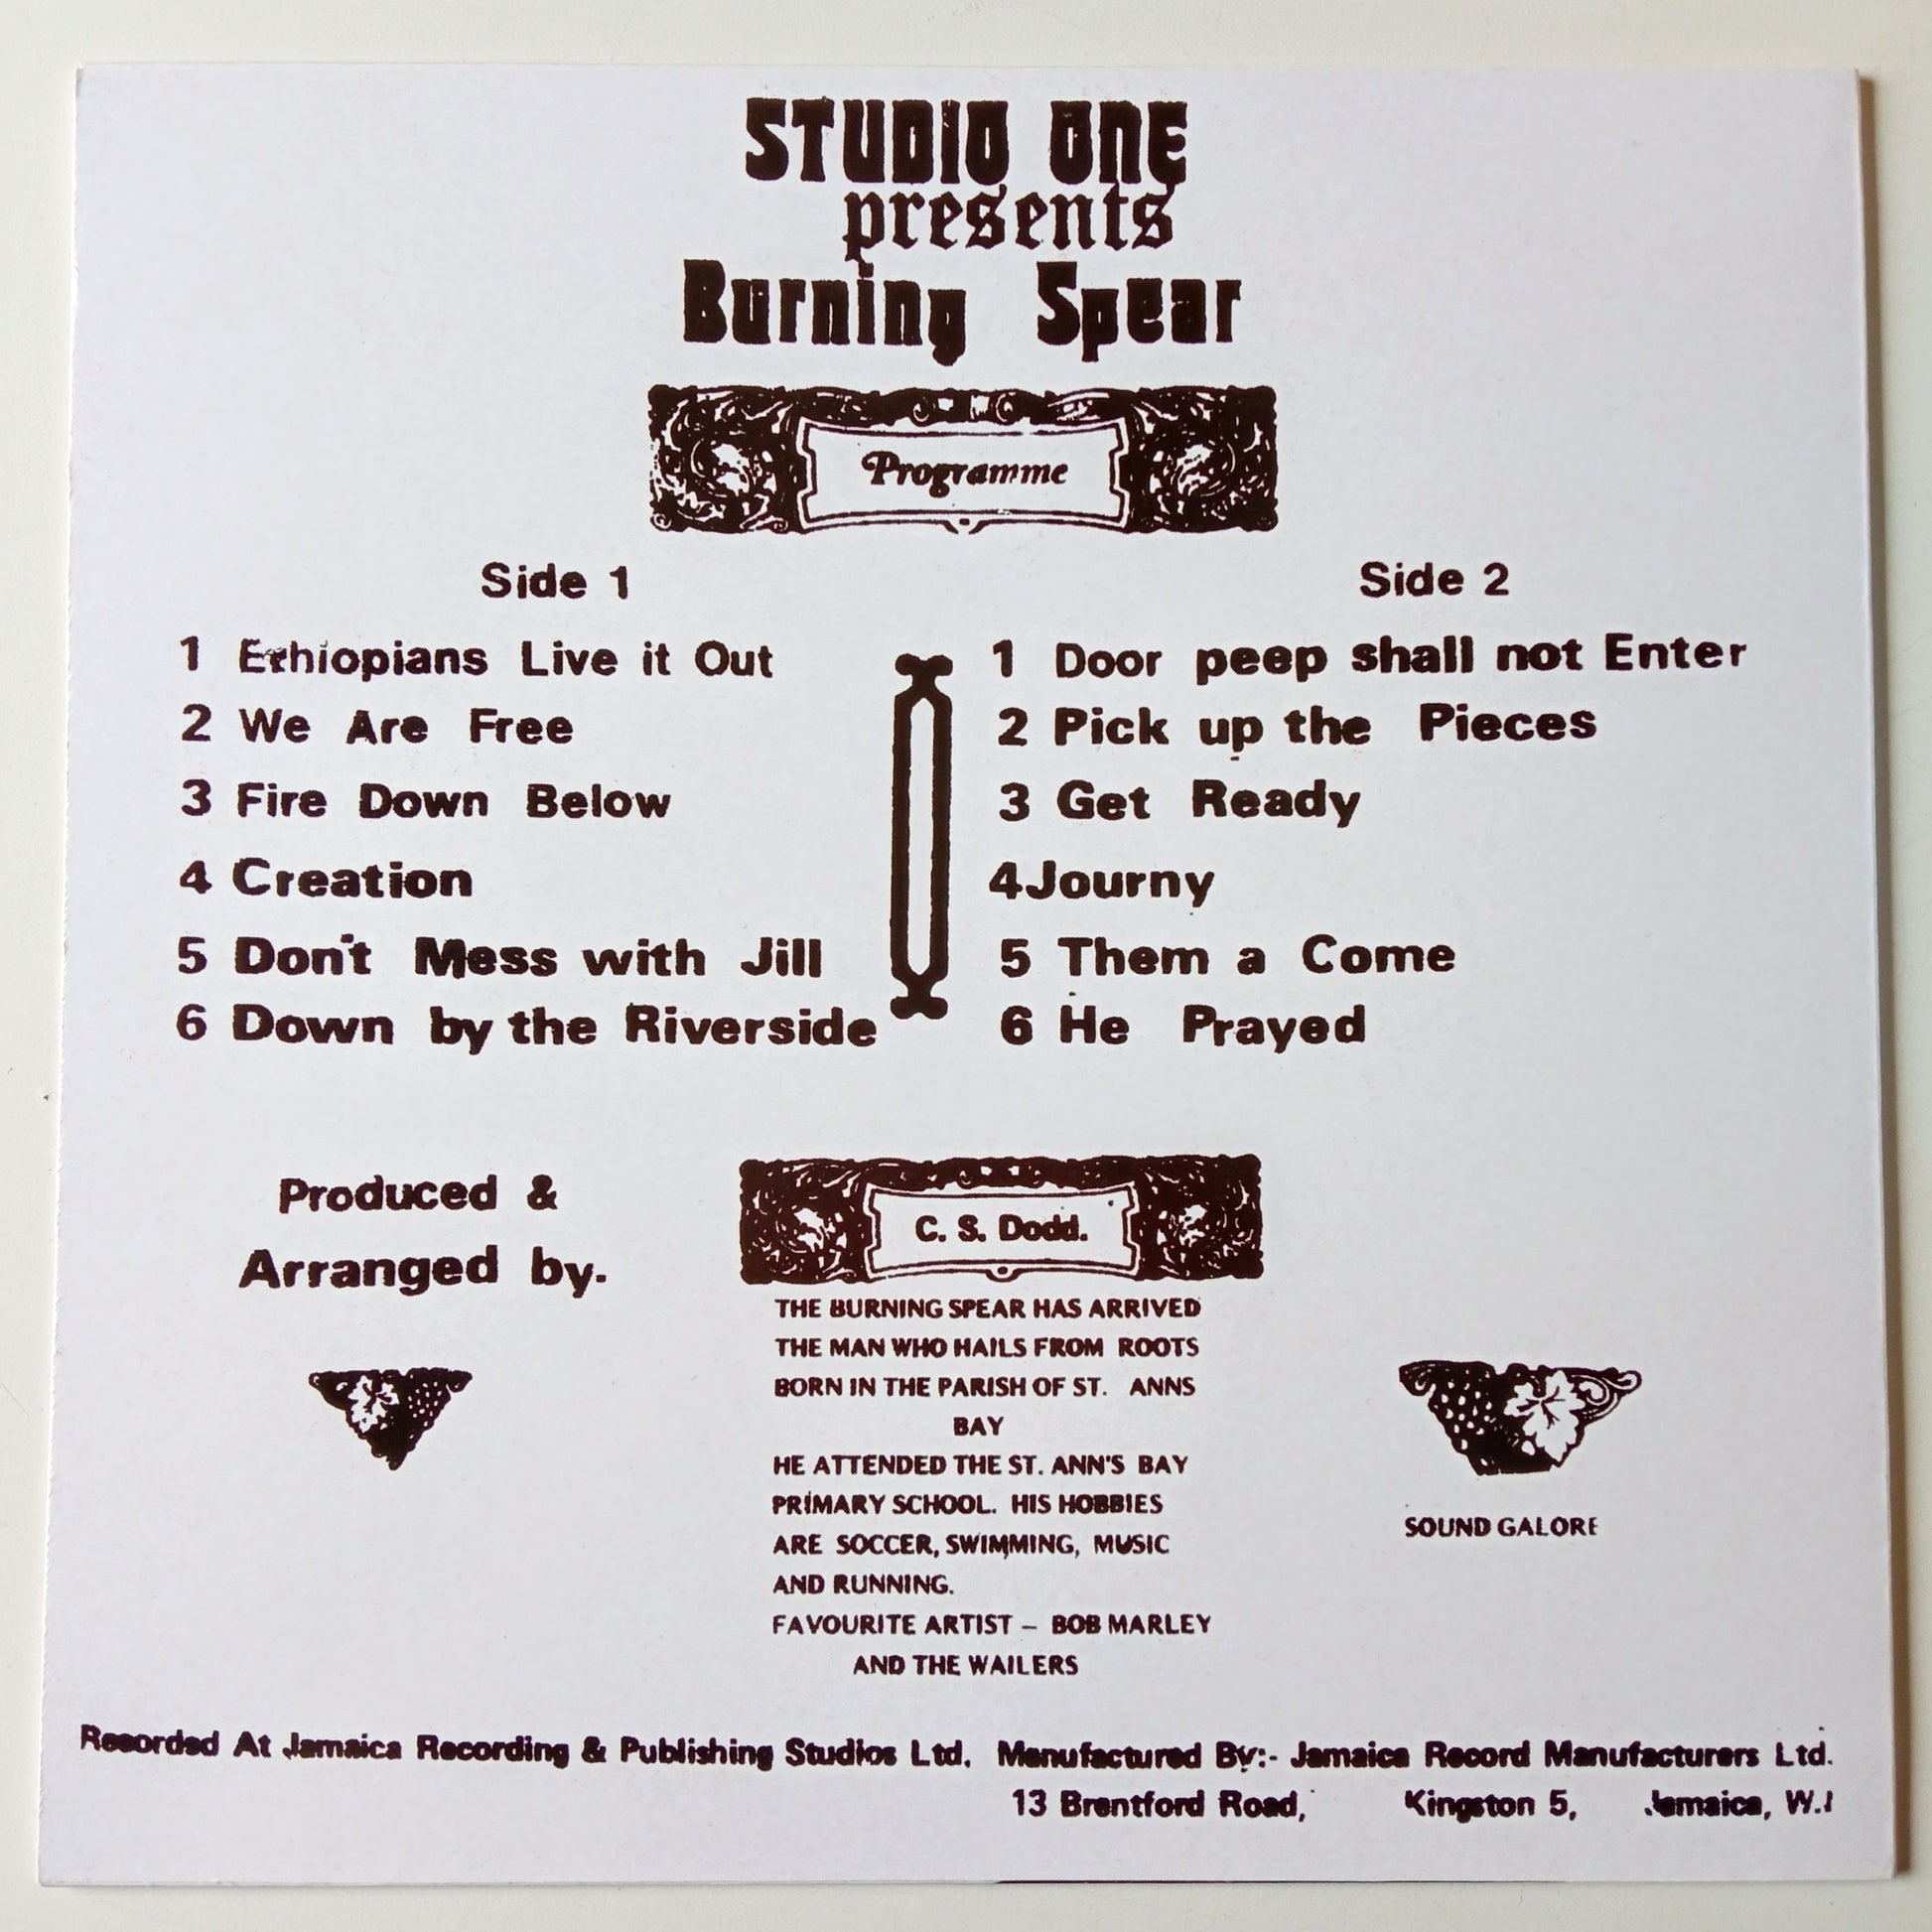 STUDIO ONE
presents
Burning Spear
Programme
Side 1
1 Ethiopians Live it Out
2 We Are Free
3 Fire Down Below
4 Creation
5 Don't Mess with Jill
6 Down by the Riverside
Side 2
1 Door peep shall not Enter
2 Pick up the Pieces
3 Get Ready
4 Journy
5 Them a Come
6 He Prayed
Produced &
Arranged by.
C. S. Dodd.
THE BURNING SPEAR HAS ARRIVED
THE MAN WHO HAILS FROM ROOTS
BORN IN THE PARISH OF ST. ANNS
BAY
HE ATTENDED THE ST. ANN'S BAY
PRIMARY SCHOOL. HIS HOBBIES
ARE SOCCER, SWIMMING, MUSIC
AND RUNNING.
FAVOURITE ARTIST – BOB MARLEY
AND THE WAILERS
SOUND GALORE
Recorded At Jamaica Recording & Publishing Studios Ltd. Manufactured By:- Jamaica Record Manufacturers Ltd.
13 Brentford Road, Kingston 5, Jamaica, W.I